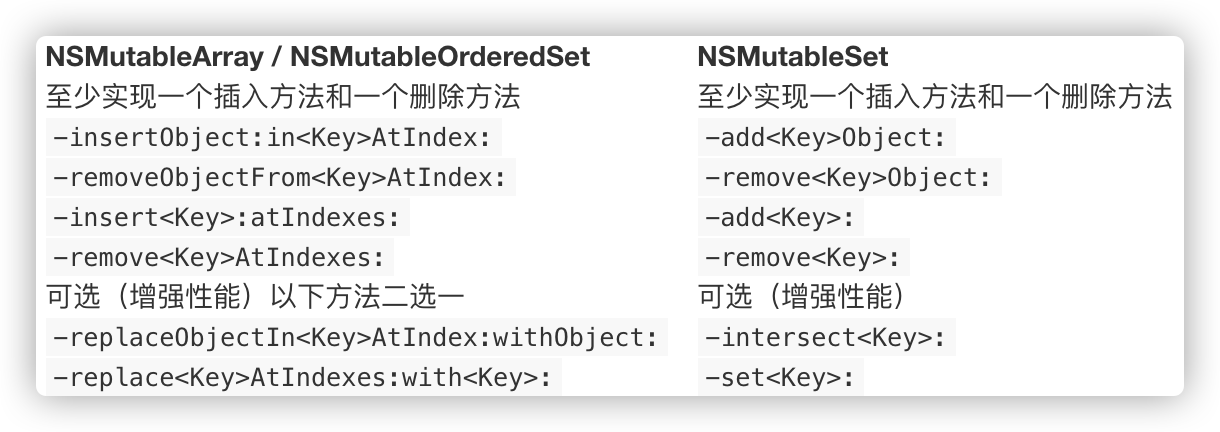 NSMutableArray / NSMutableOrderedSet
至少实现一个插入方法和一个删除方法
-insertObject:in<Key>AtIndex:
-removeObjectFrom<Key>AtIndex:
-insert<Key>:atIndexes:
-remove<Key>AtIndexes:
可选（增强性能）以下方法二选一
-replaceObjectIn<Key>AtIndex:withObject:
-replace<Key>AtIndexes:with<Key>:
NSMutableSet
至少实现一个插入方法和一个删除方法
-add<Key>Object:
-remove<Key>Object:
-add<Key>:
-remove<Key>:
可选（增强性能）
-intersect<Key>:
-set<Key>: